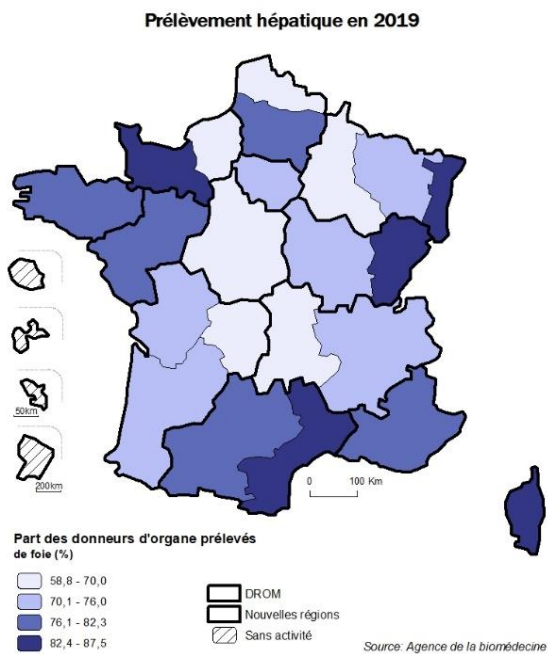 Prélèvement hépatique en 2019
50km
200km
0 100 Km
Part des donneurs d'organe prélevés
de foie (%)
58,8 - 70,0
70,1 - 76,0
76,1 - 82,3
82,4 - 87,5
DROM
Nouvelles régions
Sans activité
Source: Agence de la biomédecine